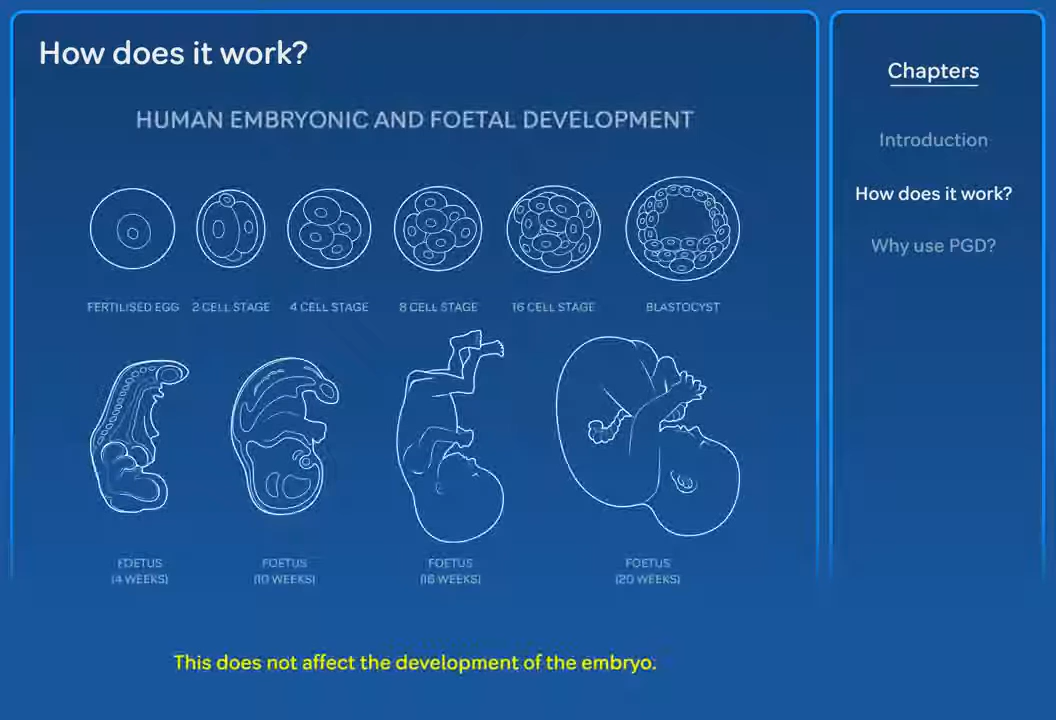 How does it work?
HUMAN EMBRYONIC AND FOETAL DEVELOPMENT
FERTILISED EGG
2 CELL STAGE
4 CELL STAGE
8 CELL STAGE
16 CELL STAGE
BLASTOCYST
FOETUS
(4 WEEKS)
FOETUS
(10 WEEKS)
FOETUS
(16 WEEKS)
FOETUS
(20 WEEKS)
This does not affect the development of the embryo.
Chapters
Introduction
How does it work?
Why use PGD?